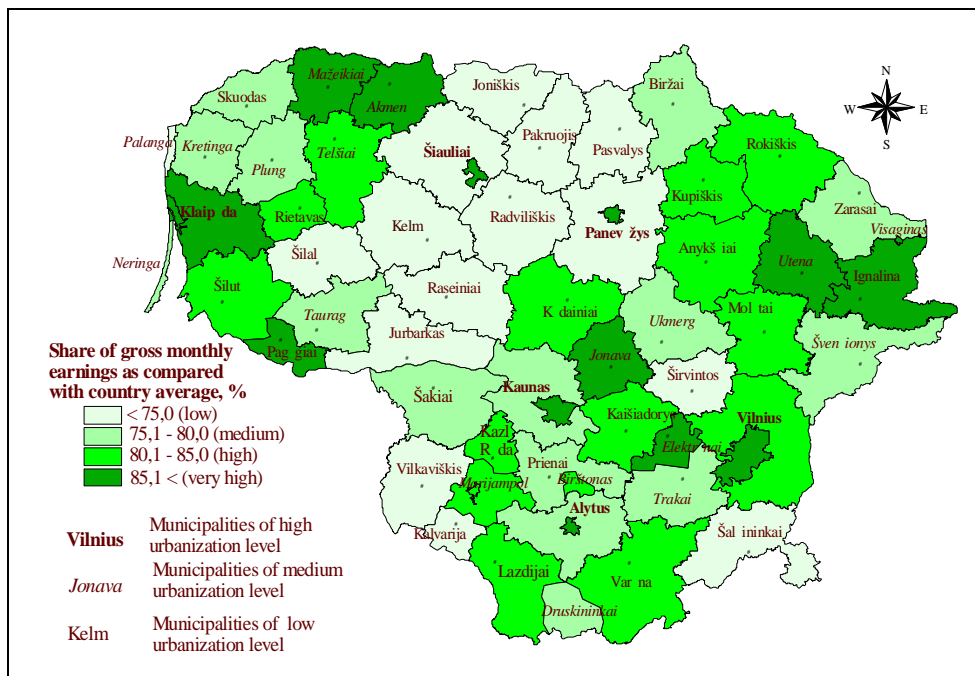 Mažeikiai
Joniškis
Biržai
Skuodas
Akmen
N
W E
S
Palanga
Kretinga
Plung
Telšiai
Šiauliai
Pakruojis
Pasvalys
Rokiškis
Kupiškis
Klaip da
Rietavas
Kelm
Radviliškis
Panev žys
Zarasai
Visaginas
Anykš iai
Utena
Ignalina
Neringa
Šilal
Šilut
Raseiniai
K dainiai
Mol tai
Taurag
Ukmerg
Jurbarkas
Šven ionys
Pag giai
Jonava
Širvintos
Share of gross monthly
earnings as compared
with country average, %
< 75,0 (low)
75,1 - 80,0 (medium)
80,1 - 85,0 (high)
85,1 < (very high)
Šakiai
Kaunas
Kaišiadorys
Vilnius
Kazl
R da
Elektr nai
Vilkaviškis
Prienai
Marijampol
Birštonas
Trakai
Alytus
Kalvarija
Šal ininkai
Lazdijai
Var na
Druskininkai
Vilnius Municipalities of high
urbanization level
Jonava Municipalities of medium
urbanization level
Kelm Municipalities of low
urbanization level